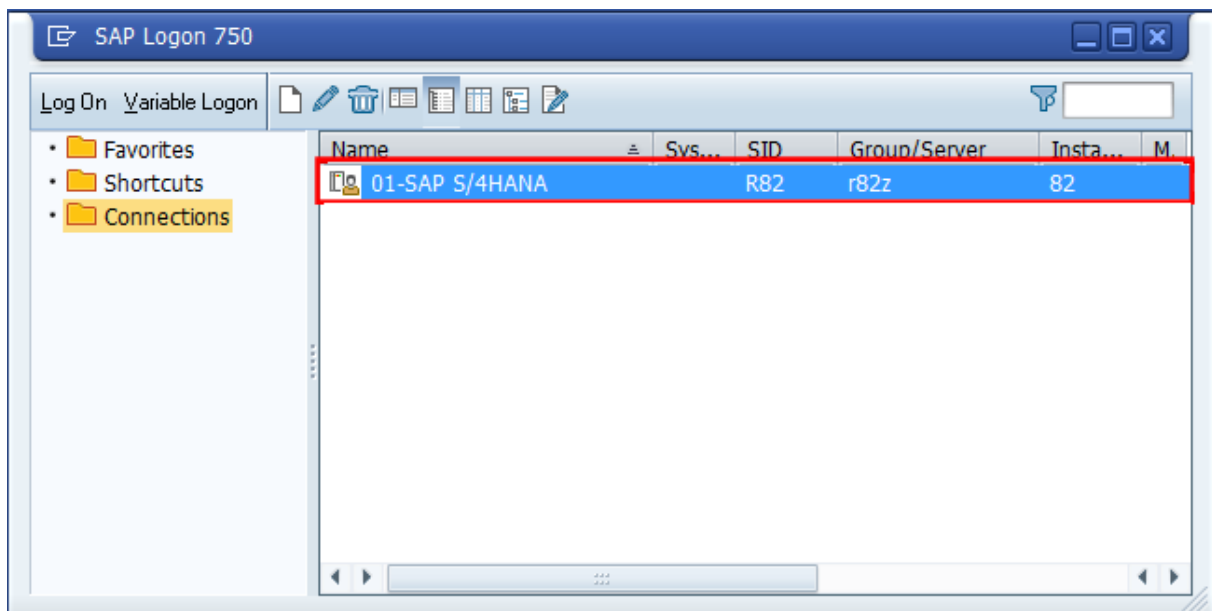 SAP Logon 750
Log On Variable Logon
Favorites
Shortcuts
Connections
Name Sys... SID Group/Server Insta... M.
01-SAP S/4HANA R82 r82z 82